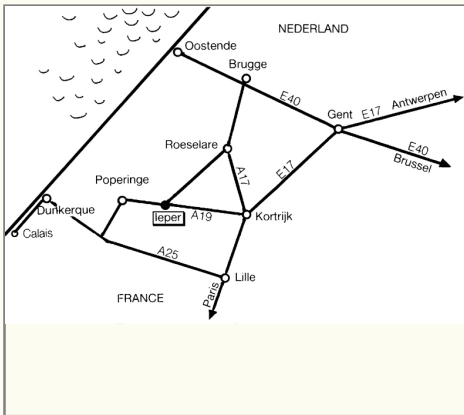 NEDERLAND
Oostende
Brugge
E40
Gent
E17
Antwerpen
E40
Brussel
Roeselare
A17
E17
Poperinge
Dunkerque
Ieper
A19
Kortrijk
Calais
A25
Lille
Paris
FRANCE